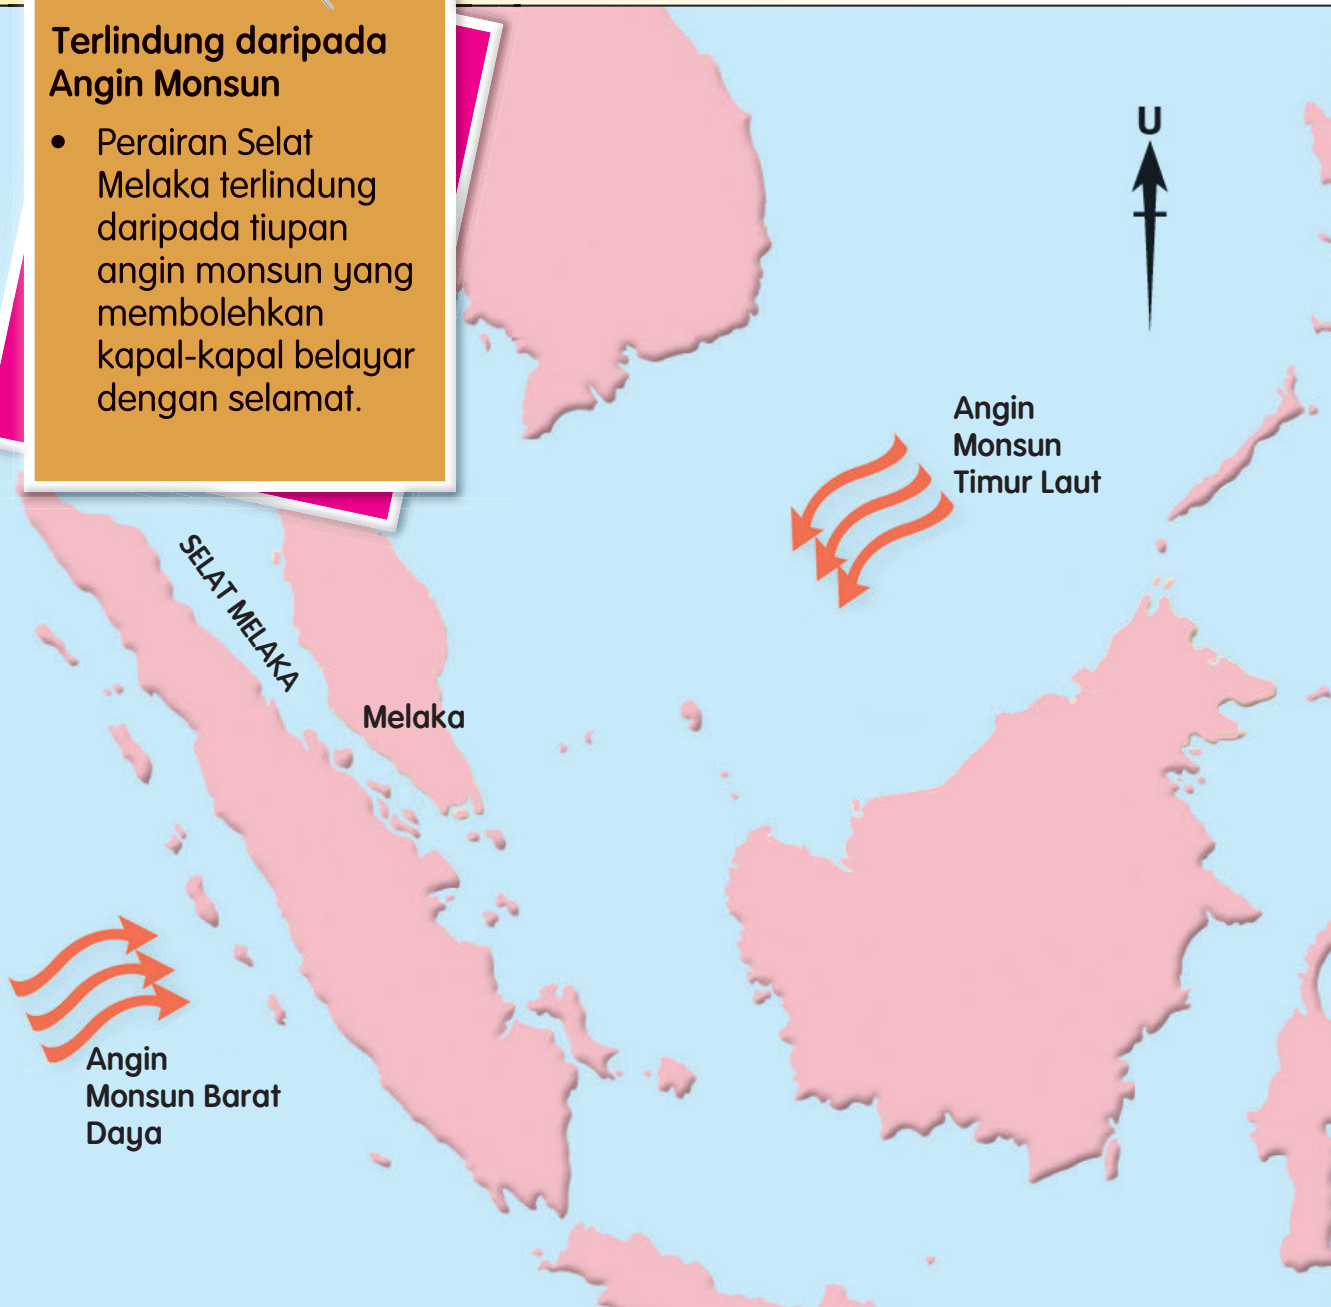 Terlindung daripada
Angin Monsun
• Perairan Selat
Melaka terlindung
daripada tiupan
angin monsun yang
membolehkan
kapal-kapal belayar
dengan selamat.
U
Angin
Monsun
Timur Laut
SELAT MELAKA
Melaka
Angin
Monsun Barat
Daya